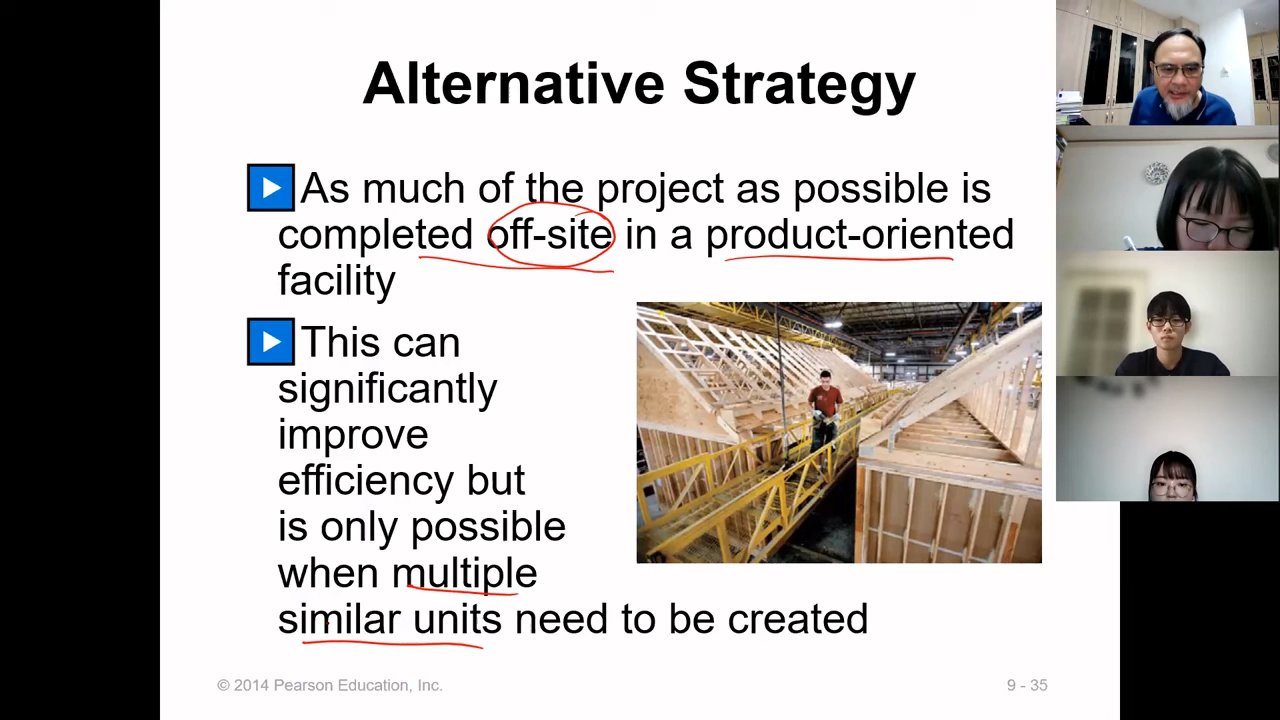 Alternative Strategy
As much of the project as possible is
completed off-site in a product-oriented
facility
This can
significantly
improve
efficiency but
is only possible
when multiple
similar units need to be created
© 2014 Pearson Education, Inc.
9 - 35